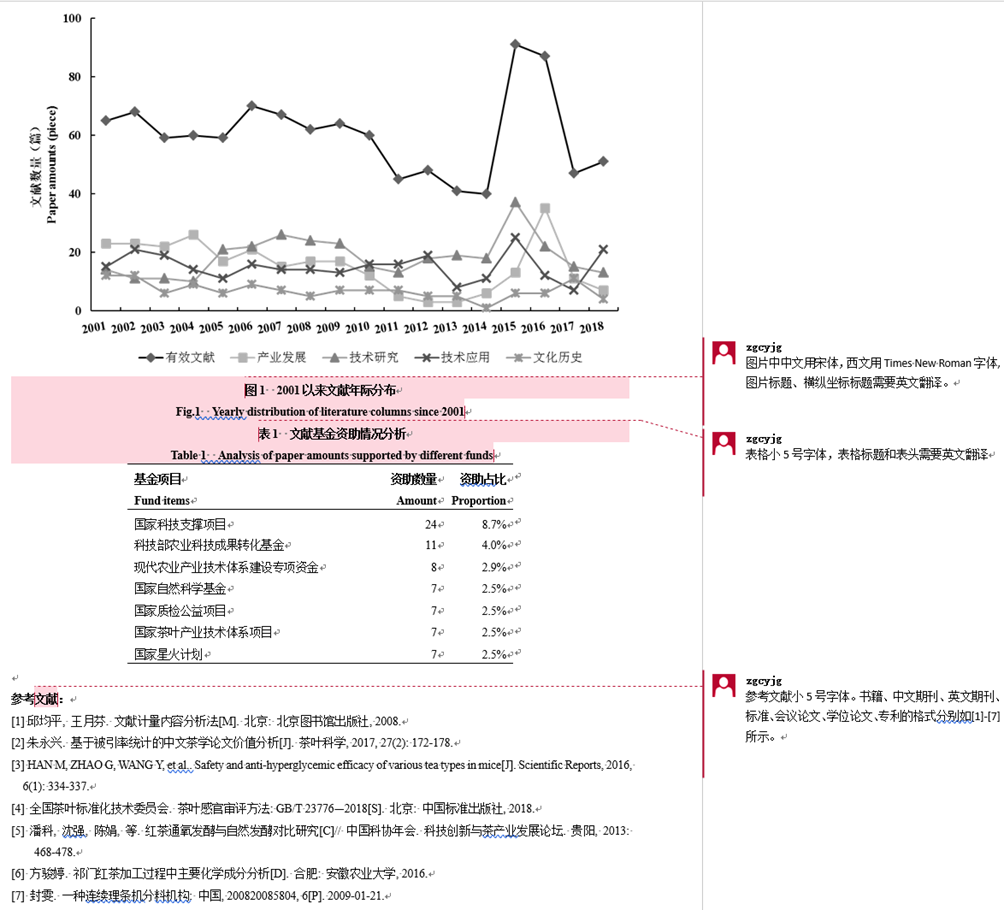 100
80
60
40
20
0
文献数量（篇）
Paper amounts (piece)
2001 2002 2003 2004 2005 2006 2007 2008 2009 2010 2011 2012 2013 2014 2015 2016 2017 2018
有效文献 产业发展 技术研究 技术应用 文化历史
图 1 2001 以来文献年际分布
Fig.1 Yearly distribution of literature columns since 2001
表 1 文献基金资助情况分析
Table 1 Analysis of paper amounts supported by different funds
基金项目 资助数量 资助占比
Fund items Amount Proportion
国家科技支撑项目 24 8.7%
科技部农业科技成果转化基金 11 4.0%
现代农业产业技术体系建设专项资金 8 2.9%
国家自然科学基金 7 2.5%
国家质检公益项目 7 2.5%
国家茶叶产业技术体系项目 7 2.5%
国家星火计划 7 2.5%
参考文献：
[1] 邱均平, 王月芬. 文献计量内容分析法[M]. 北京: 北京图书馆出版社, 2008.
[2] 朱永兴. 基于被引率统计的中文茶学论文价值分析[J]. 茶叶科学, 2017, 27(2): 172-178.
[3] HAN M, ZHAO G, WANG Y, et al.. Safety and anti-hyperglycemic efficacy of various tea types in mice[J]. Scientific Reports, 2016,
6(1): 334-337.
[4] 全国茶叶标准化技术委员会. 茶叶感官审评方法: GB/T 23776—2018[S]. 北京: 中国标准出版社, 2018.
[5] 潘科, 沈强, 陈娟, 等. 红茶通氧发酵与自然发酵对比研究[C]// 中国科协年会. 科技创新与茶产业发展论坛. 贵阳, 2013:
468-478.
[6] 方骏婷. 祁门红茶加工过程中主要化学成分分析[D]. 合肥: 安徽农业大学, 2016.
[7] 封雯. 一种连续理条机分料机构: 中国, 200820085804, 6[P]. 2009-01-21.
zgcyjg
图片中中文用宋体，西文用 Times New Roman 字体，
图片标题、横纵坐标标题需要英文翻译。
zgcyjg
表格小 5 号字体，表格标题和表头需要英文翻译
zgcyjg
参考文献小 5 号字体。书籍、中文期刊、英文期刊、
标准、会议论文、学位论文、专利的格式分别如[1]-[7]
所示。